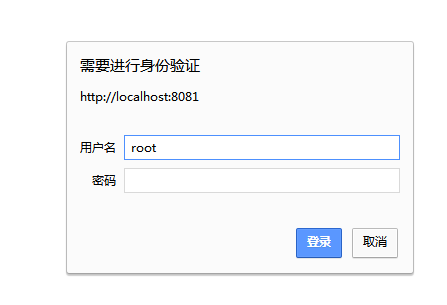 需要进行身份验证
http://localhost:8081
用户名 root
密码
登录 取消